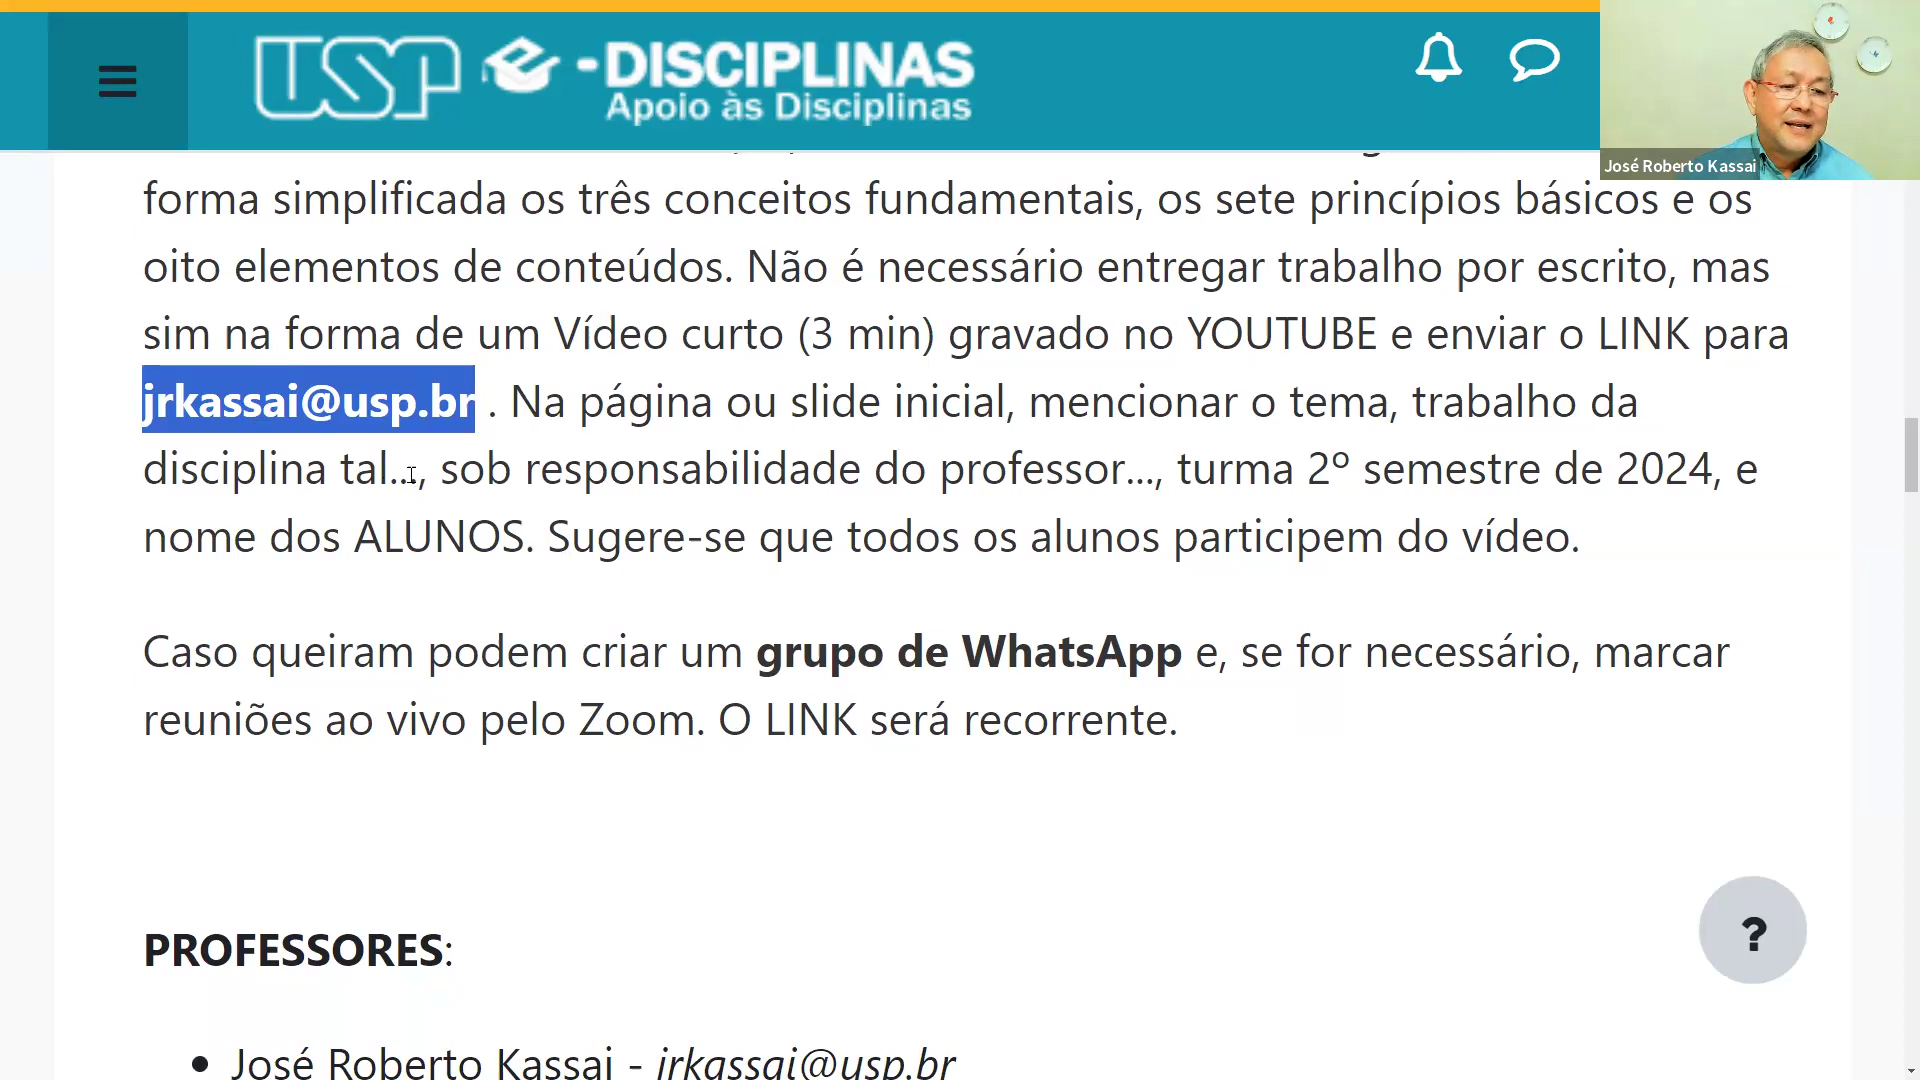 USP e-DISCIPLINAS
Apoio às Disciplinas
José Roberto Kassai
forma simplificada os três conceitos fundamentais, os sete princípios básicos e os
oito elementos de conteúdos. Não é necessário entregar trabalho por escrito, mas
sim na forma de um Vídeo curto (3 min) gravado no YOUTUBE e enviar o LINK para
jrkassai@usp.br . Na página ou slide inicial, mencionar o tema, trabalho da
disciplina tal..., sob responsabilidade do professor..., turma 2º semestre de 2024, e
nome dos ALUNOS. Sugere-se que todos os alunos participem do vídeo.
Caso queiram podem criar um grupo de WhatsApp e, se for necessário, marcar
reuniões ao vivo pelo Zoom. O LINK será recorrente.
PROFESSORES:
?
• José Roberto Kassai - jrkassai@usp.br